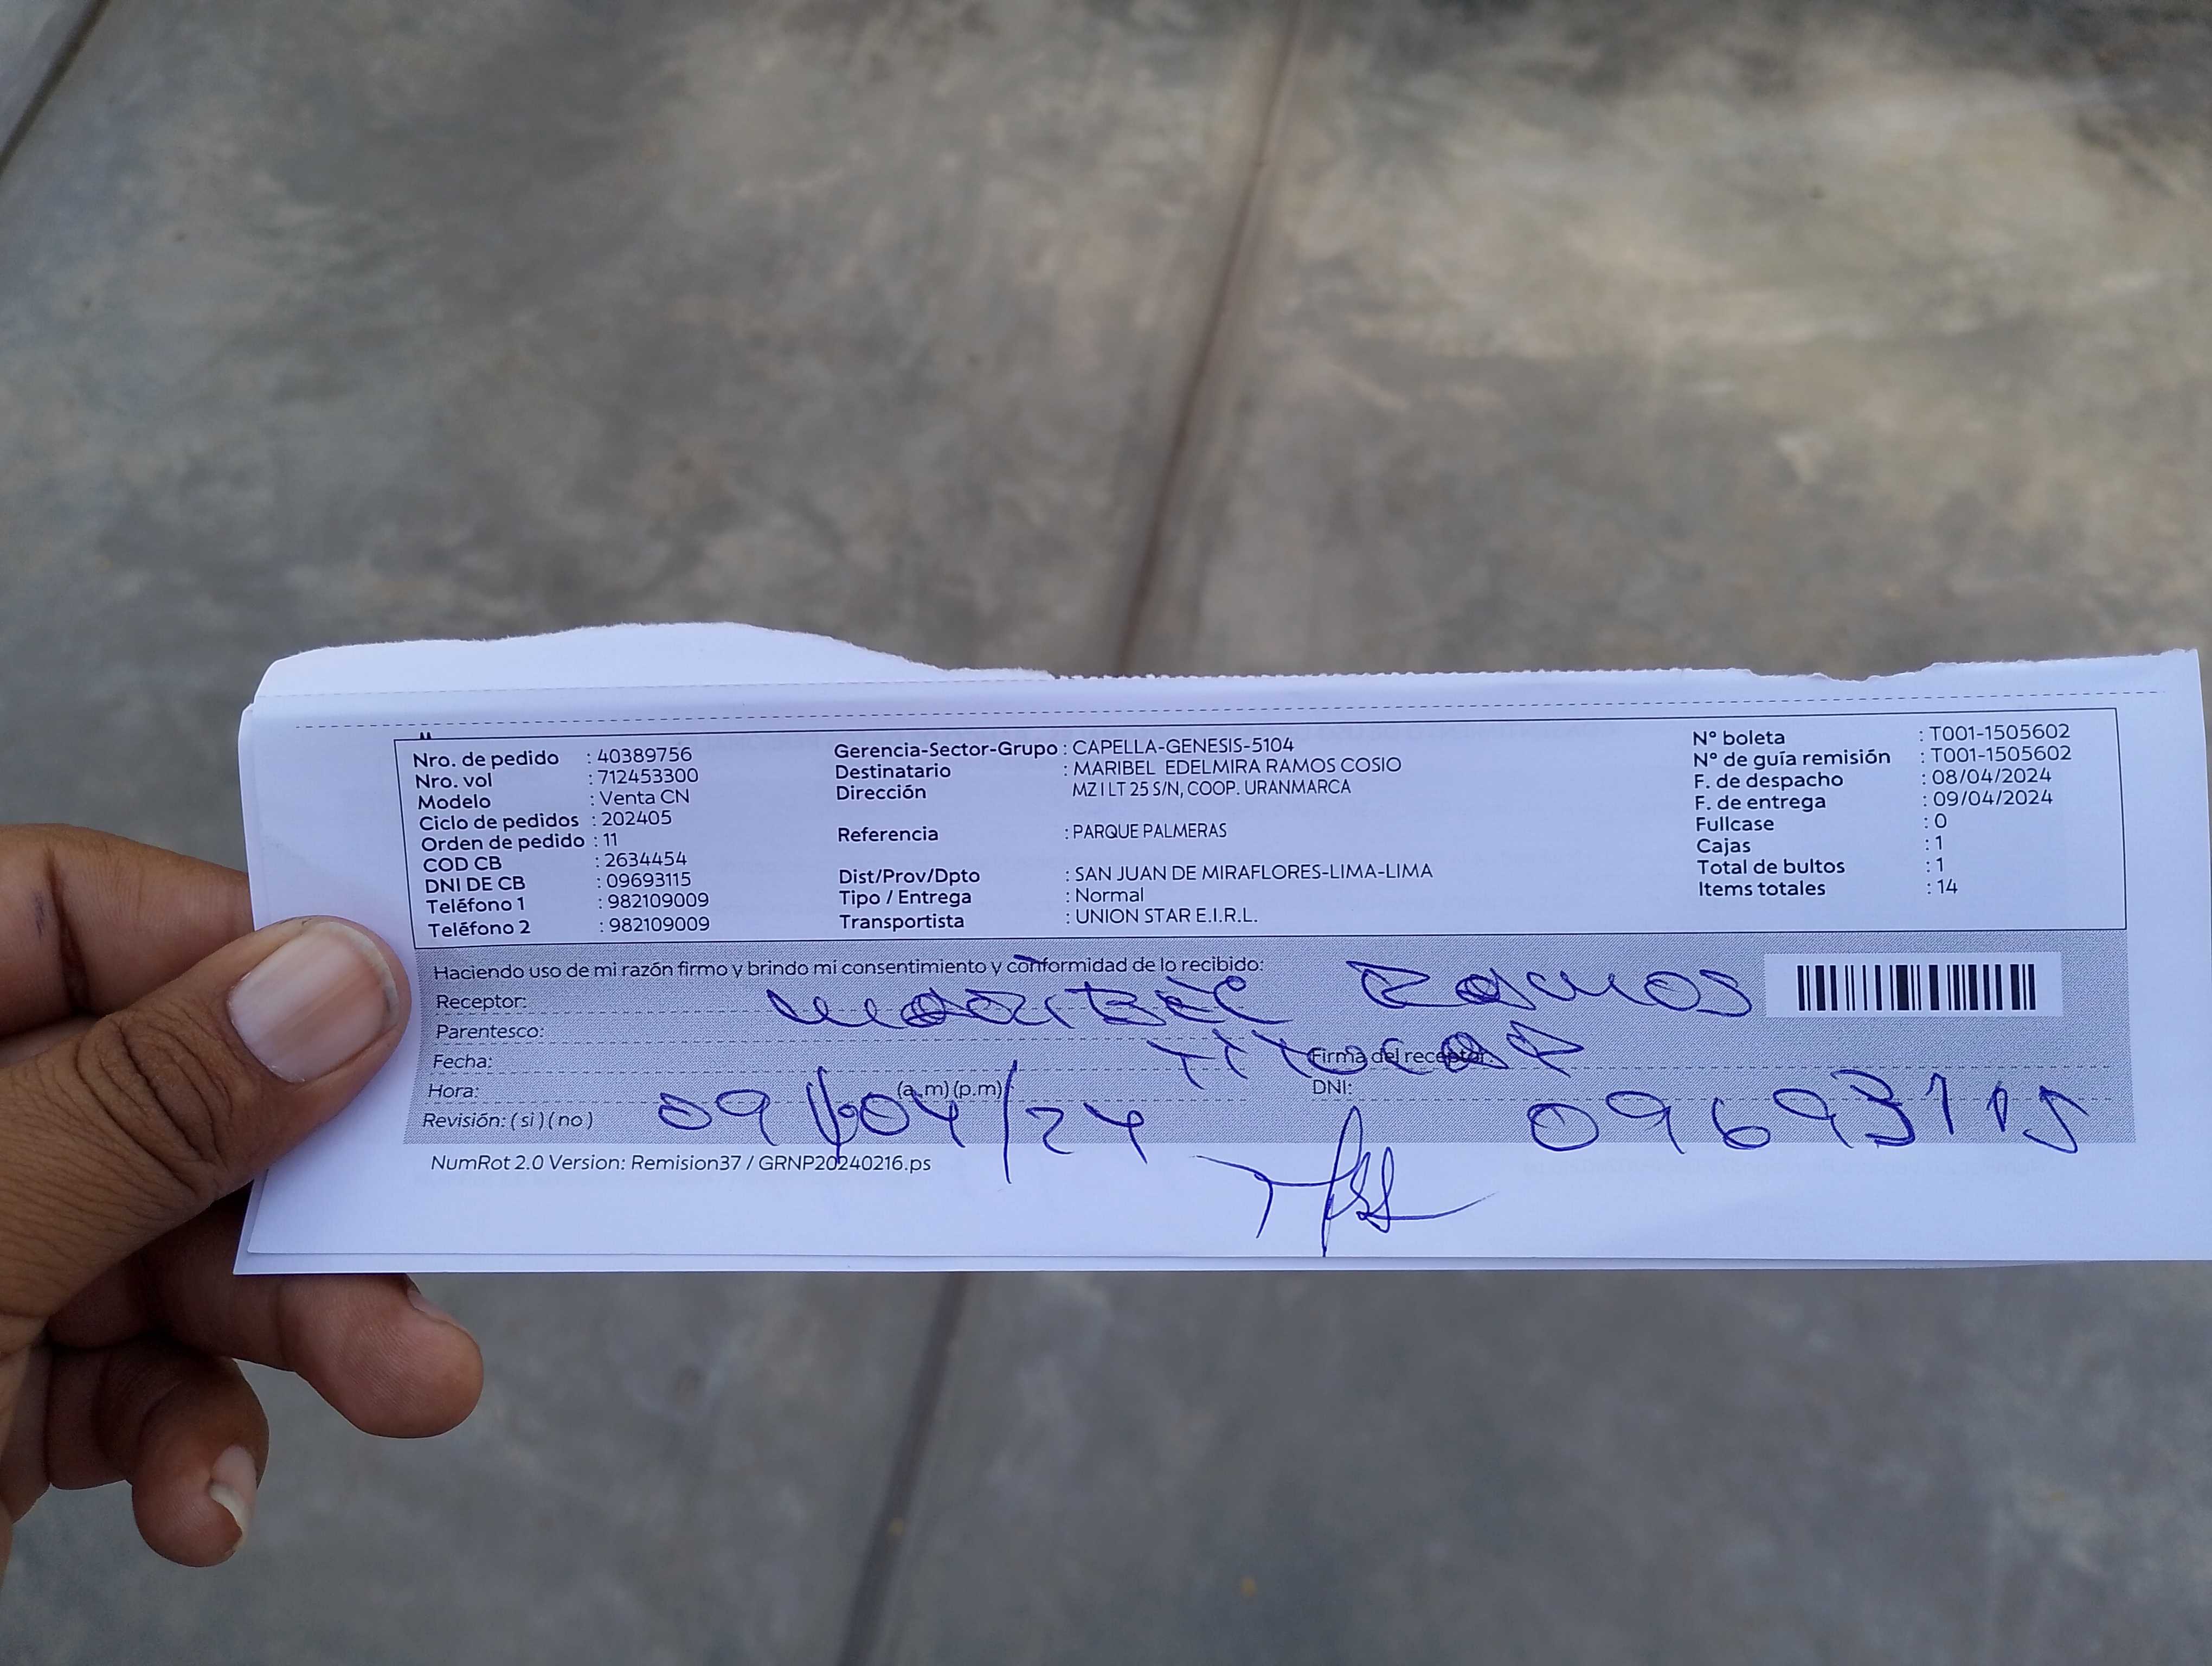 Nro. de pedido : 40389756
Nro. vol : 712453300
Modelo : Venta CN
Ciclo de pedidos : 202405
Orden de pedido : 11
COD CB : 2634454
DNI DE CB : 09693115
Teléfono 1 : 982109009
Teléfono 2 : 982109009
Gerencia-Sector-Grupo : CAPELLA-GENESIS-5104
Destinatario : MARIBEL EDELMIRA RAMOS COSIO
Dirección MZ I LT 25 S/N, COOP. URANMARCA
Referencia : PARQUE PALMERAS
Dist/Prov/Dpto : SAN JUAN DE MIRAFLORES-LIMA-LIMA
Tipo / Entrega : Normal
Transportista : UNION STAR E.I.R.L.
N° boleta : T001-1505602
N° de guía remisión : T001-1505602
F. de despacho : 08/04/2024
F. de entrega : 09/04/2024
Fullcase : 0
Cajas : 1
Total de bultos : 1
Items totales : 14
Haciendo uso de mi razón firmo y brindo mi consentimiento y conformidad de lo recibido:
Receptor: Maribel Ramos
Parentesco: Titular
Fecha: Firma del receptor:
Hora: (a.m) (p.m) DNI:
Revisión: ( si ) ( no ) 09/04/24 09693115
NumRot 2.0 Version: Remision37 / GRNP20240216.ps